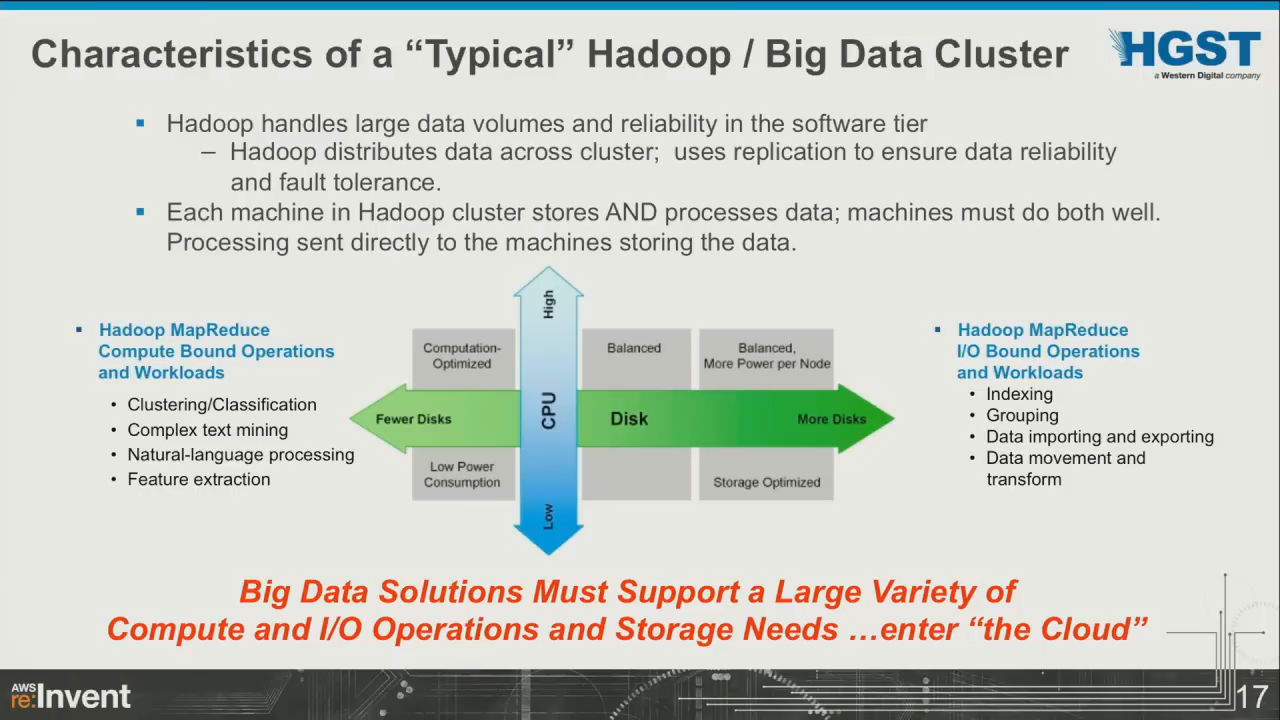 Characteristics of a “Typical” Hadoop / Big Data Cluster
HGST
a Western Digital company
▪ Hadoop handles large data volumes and reliability in the software tier
– Hadoop distributes data across cluster; uses replication to ensure data reliability
and fault tolerance.
▪ Each machine in Hadoop cluster stores AND processes data; machines must do both well.
Processing sent directly to the machines storing the data.
▪ Hadoop MapReduce
Compute Bound Operations
and Workloads
• Clustering/Classification
• Complex text mining
• Natural-language processing
• Feature extraction
High
Computation-
Optimized
Balanced
Balanced,
More Power per Node
Fewer Disks
CPU
Disk
More Disks
Low Power
Consumption
Storage Optimized
Low
▪ Hadoop MapReduce
I/O Bound Operations
and Workloads
• Indexing
• Grouping
• Data importing and exporting
• Data movement and
transform
Big Data Solutions Must Support a Large Variety of
Compute and I/O Operations and Storage Needs …enter “the Cloud”
AWS
re:Invent
17